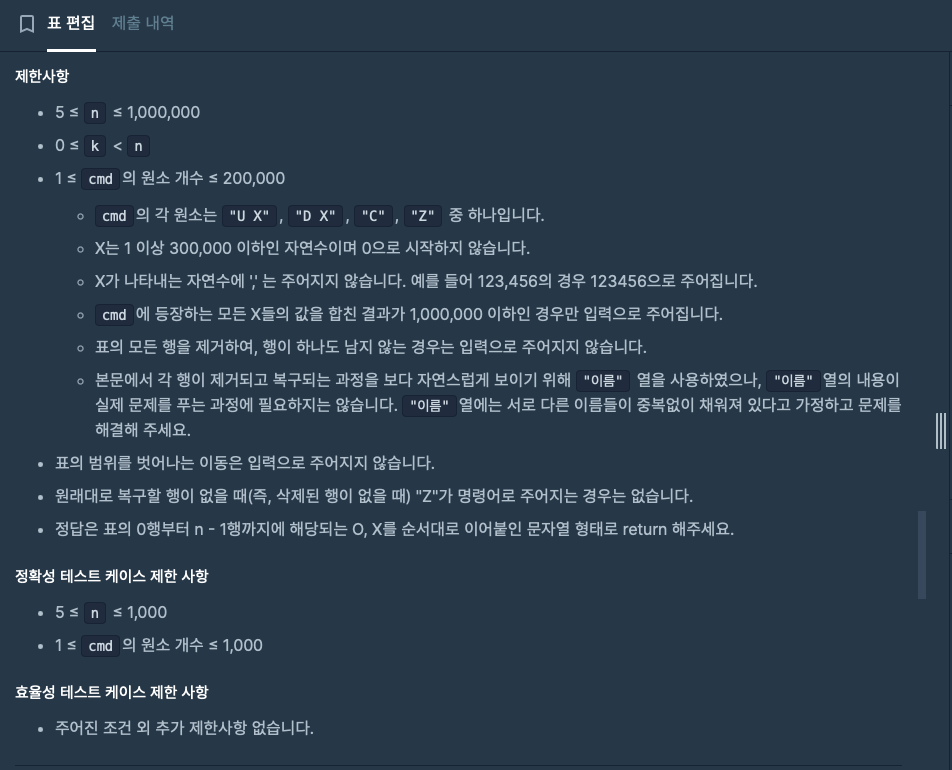 표 편집 제출 내역
제한사항
5 ≤ n ≤ 1,000,000
0 ≤ k < n
1 ≤ cmd의 원소 개수 ≤ 200,000
cmd의 각 원소는 "U X", "D X", "C", "Z" 중 하나입니다.
X는 1 이상 300,000 이하인 자연수이며 0으로 시작하지 않습니다.
X가 나타내는 자연수에 ',' 는 주어지지 않습니다. 예를 들어 123,456의 경우 123456으로 주어집니다.
cmd에 등장하는 모든 X들의 값을 합친 결과가 1,000,000 이하인 경우만 입력으로 주어집니다.
표의 모든 행을 제거하여, 행이 하나도 남지 않는 경우는 입력으로 주어지지 않습니다.
본문에서 각 행이 제거되고 복구되는 과정을 보다 자연스럽게 보이기 위해 "이름" 열을 사용하였으나, "이름"열의 내용이
실제 문제를 푸는 과정에 필요하지는 않습니다. "이름"열에는 서로 다른 이름들이 중복없이 채워져 있다고 가정하고 문제를
해결해 주세요.
표의 범위를 벗어나는 이동은 입력으로 주어지지 않습니다.
원래대로 복구할 행이 없을 때(즉, 삭제된 행이 없을 때) "Z"가 명령어로 주어지는 경우는 없습니다.
정답은 표의 0행부터 n - 1행까지에 해당되는 O, X를 순서대로 이어붙인 문자열 형태로 return 해주세요.
정확성 테스트 케이스 제한 사항
5 ≤ n ≤ 1,000
1 ≤ cmd의 원소 개수 ≤ 1,000
효율성 테스트 케이스 제한 사항
주어진 조건 외 추가 제한사항 없습니다.